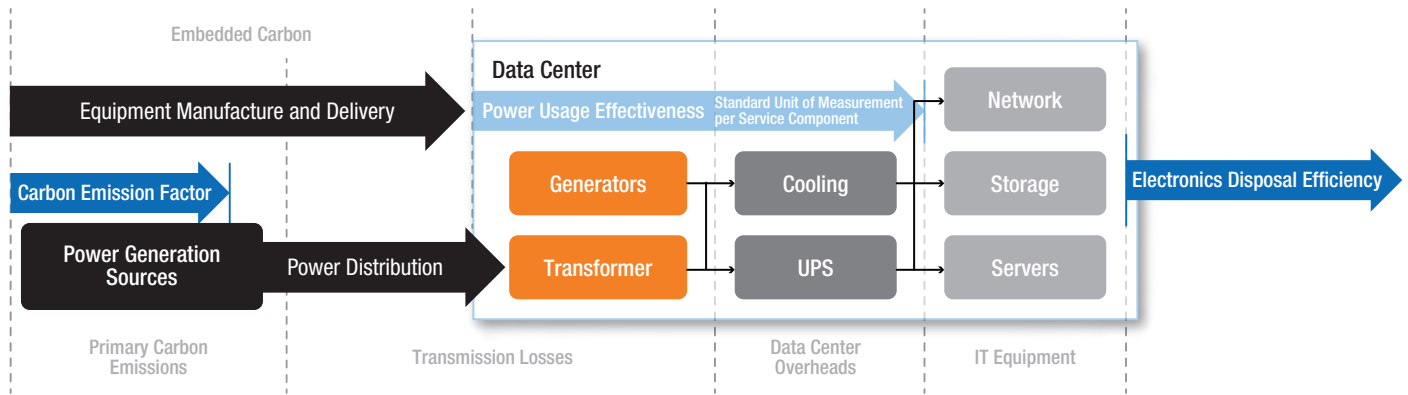 Embedded Carbon
Data Center
Equipment Manufacture and Delivery
Power Usage Effectiveness
Standard Unit of Measurement
per Service Component
Network
Carbon Emission Factor
Generators
Cooling
Storage
Electronics Disposal Efficiency
Power Generation
Sources
Power Distribution
Transformer
UPS
Servers
Primary Carbon
Emissions
Transmission Losses
Data Center
Overheads
IT Equipment